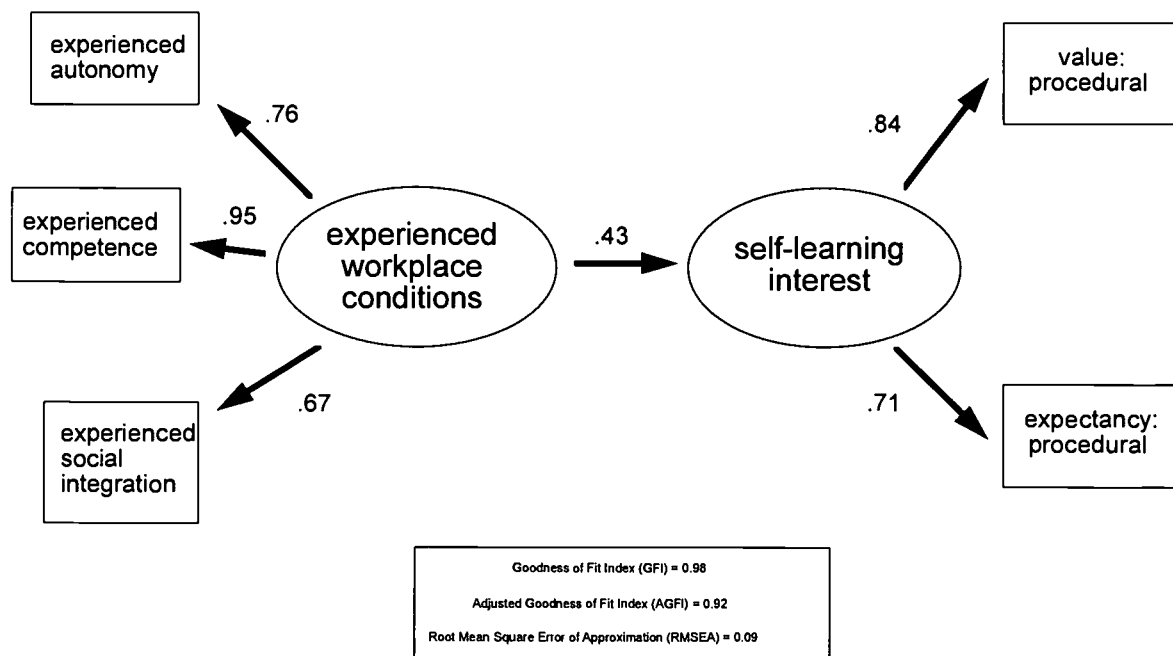 experienced
autonomy
.76
experienced
competence
.95
experienced
social
integration
.67
experienced
workplace
conditions
.43
self-learning
interest
.84
value:
procedural
.71
expectancy:
procedural
Goodness of Fit Index (GFI) = 0.98
Adjusted Goodness of Fit Index (AGFI) = 0.92
Root Mean Square Error of Approximation (RMSEA) = 0.09